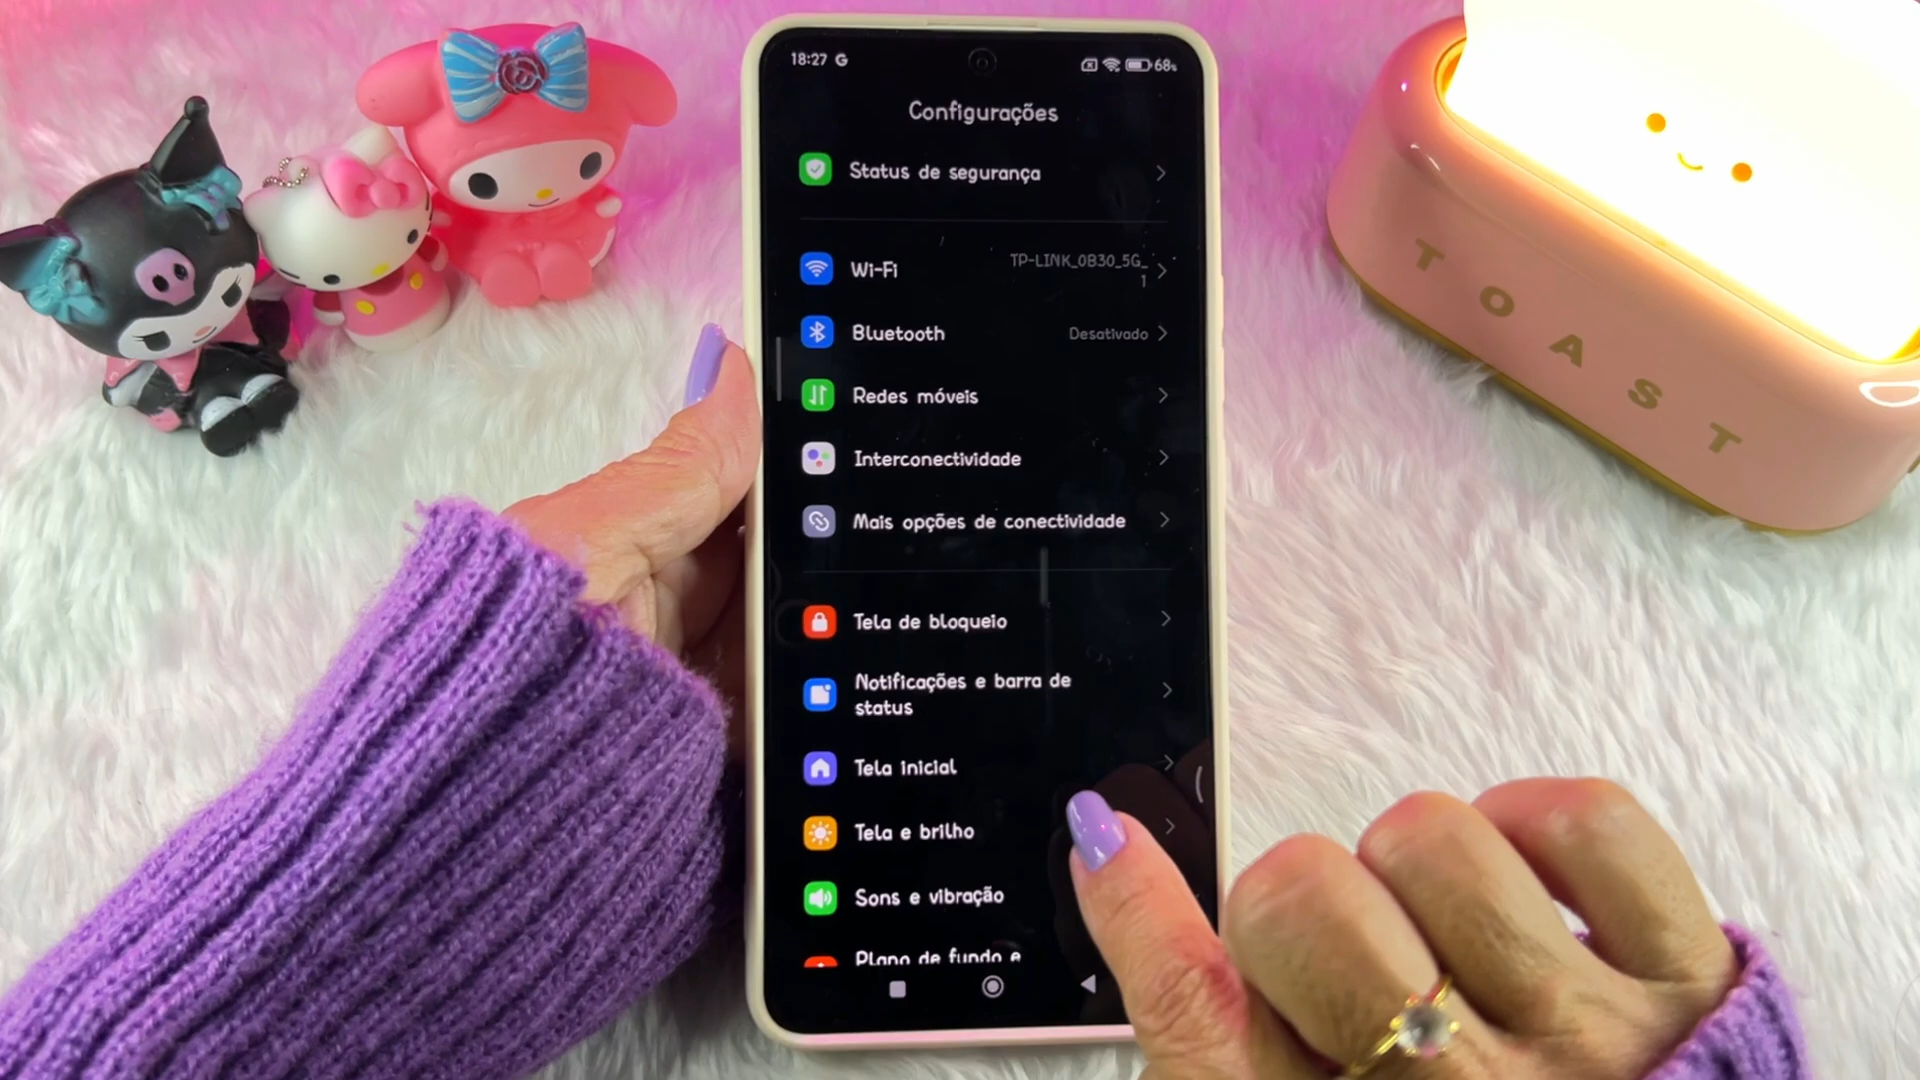 18:27 G
68%
Configurações
Status de segurança
Wi-Fi
TP-LINK_0B30_5G_
1
Bluetooth
Desativado
Redes móveis
Interconectividade
Mais opções de conectividade
Tela de bloqueio
Notificações e barra de
status
Tela inicial
Tela e brilho
Sons e vibração
Plano de fundo e
TOAST